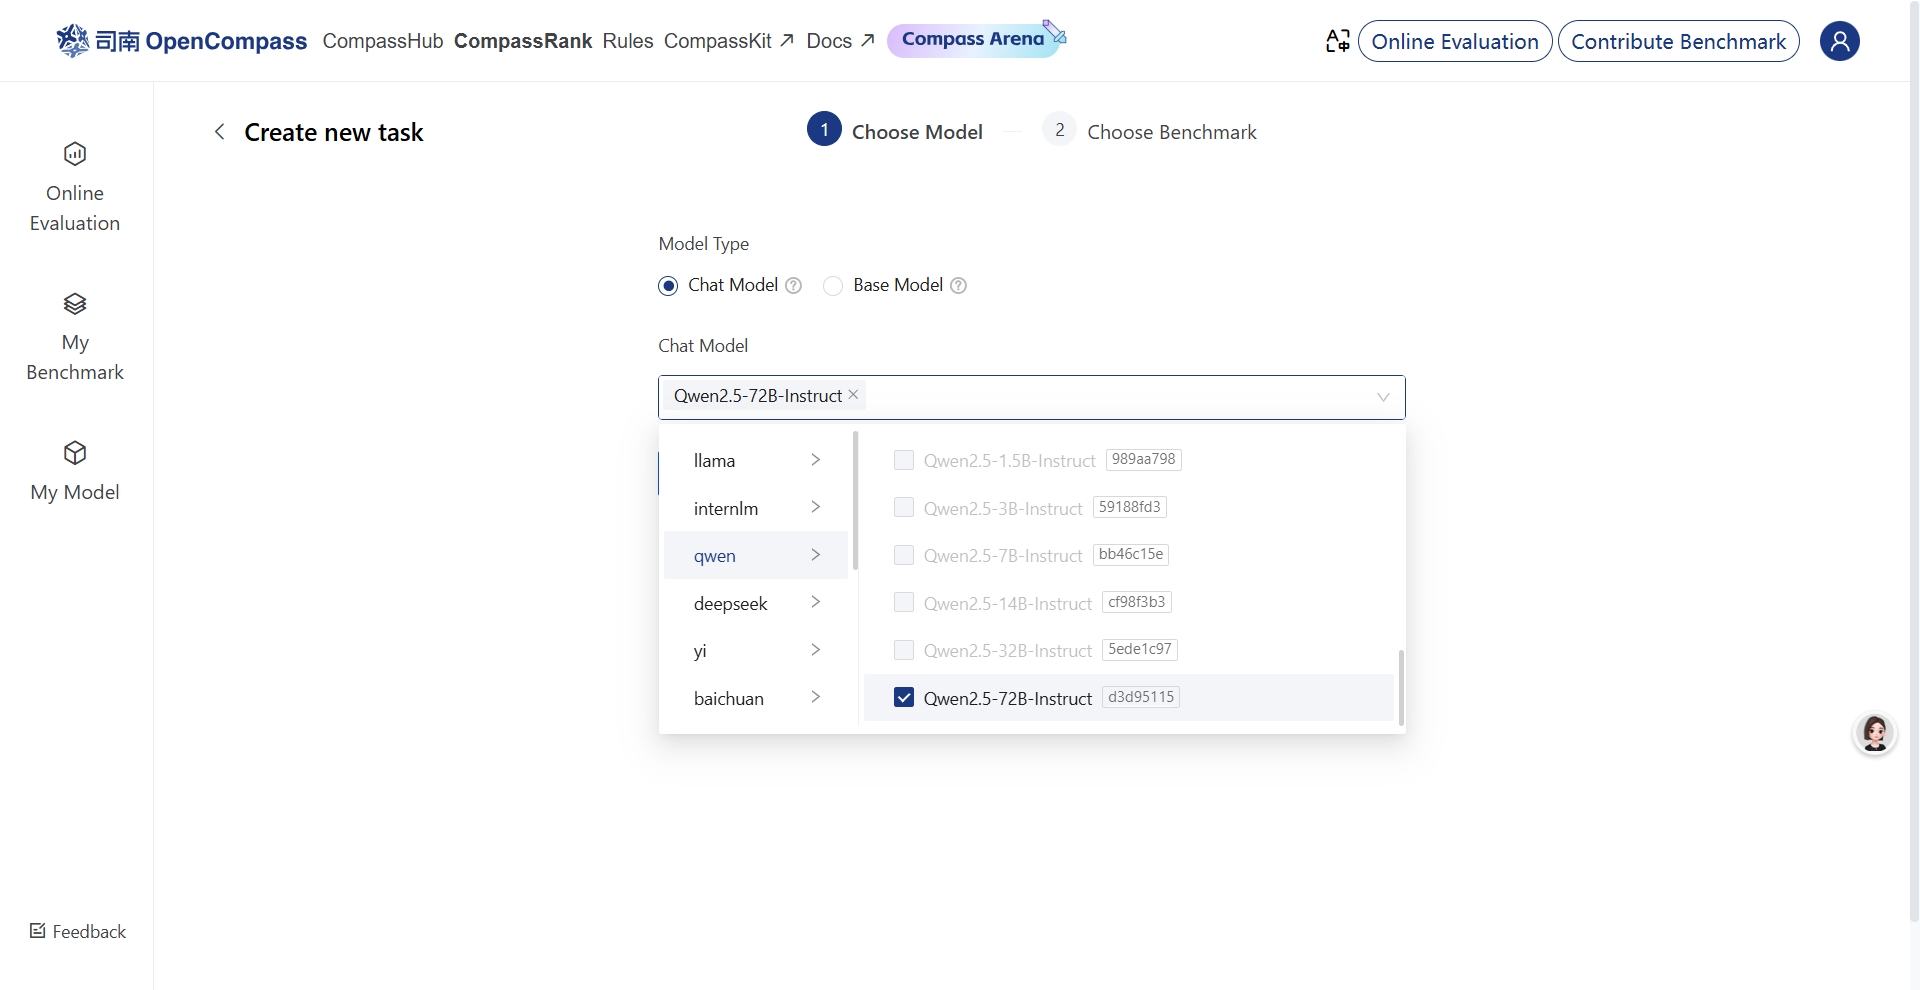 司南 OpenCompass CompassHub CompassRank Rules CompassKit Docs Compass Arena Online Evaluation Contribute Benchmark
Create new task
1 Choose Model
2 Choose Benchmark
Online
Evaluation
My
Benchmark
My Model
Feedback
Model Type
Chat Model ? Base Model ?
Chat Model
Qwen2.5-72B-Instruct
llama
internlm
qwen
deepseek
yi
baichuan
Qwen2.5-1.5B-Instruct 989aa798
Qwen2.5-3B-Instruct 59188fd3
Qwen2.5-7B-Instruct bb46c15e
Qwen2.5-14B-Instruct cf98f3b3
Qwen2.5-32B-Instruct 5ede1c97
Qwen2.5-72B-Instruct d3d95115